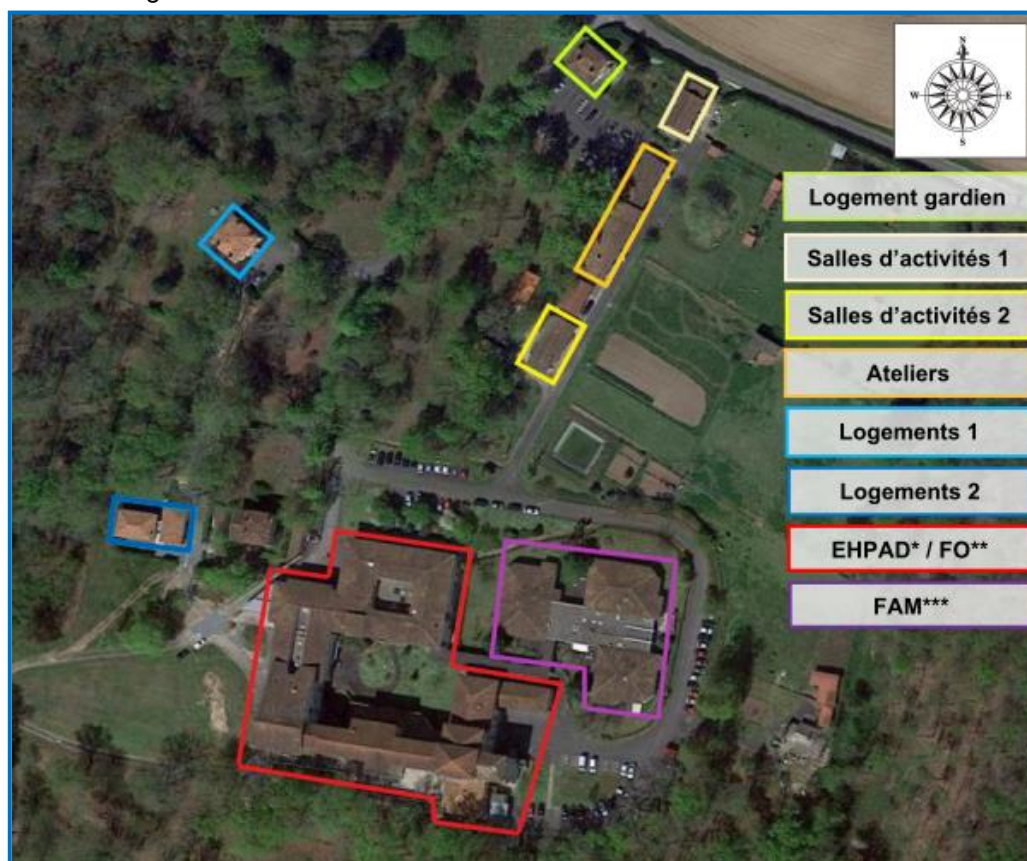 N
W
E
S
Logement gardien
Salles d'activités 1
Salles d'activités 2
Ateliers
Logements 1
Logements 2
EHPAD* / FO**
FAM***